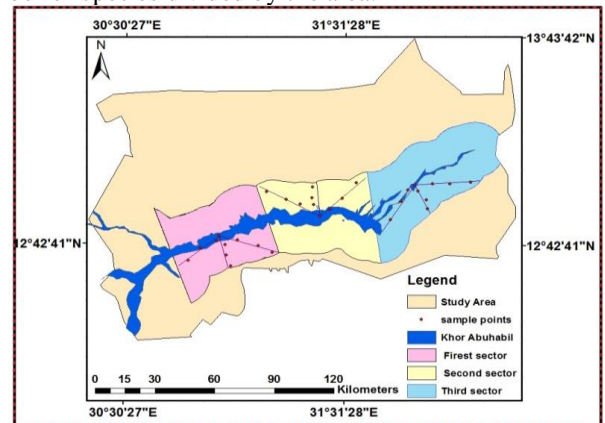 30°30'27"E 31°31'28"E
N
13°43'42"N
12°42'41"N 12°42'41"N
Legend
Study Area
sample points
Khor Abuhabil
Firest sector
Second sector
Third sector
0 15 30 60 90 120
Kilometers
30°30'27"E 31°31'28"E